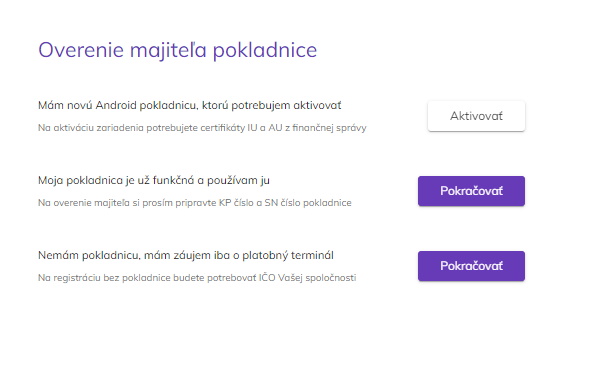 Overenie majiteľa pokladnice
Mám novú Android pokladnicu, ktorú potrebujem aktivovať
Aktivovať
Na aktiváciu zariadenia potrebujete certifikáty IU a AU z finančnej správy
Moja pokladnica je už funkčná a používam ju
Pokračovať
Na overenie majiteľa si prosím pripravte KP číslo a SN číslo pokladnice
Nemám pokladnicu, mám záujem iba o platobný terminál
Pokračovať
Na registráciu bez pokladnice budete potrebovať IČO Vašej spoločnosti